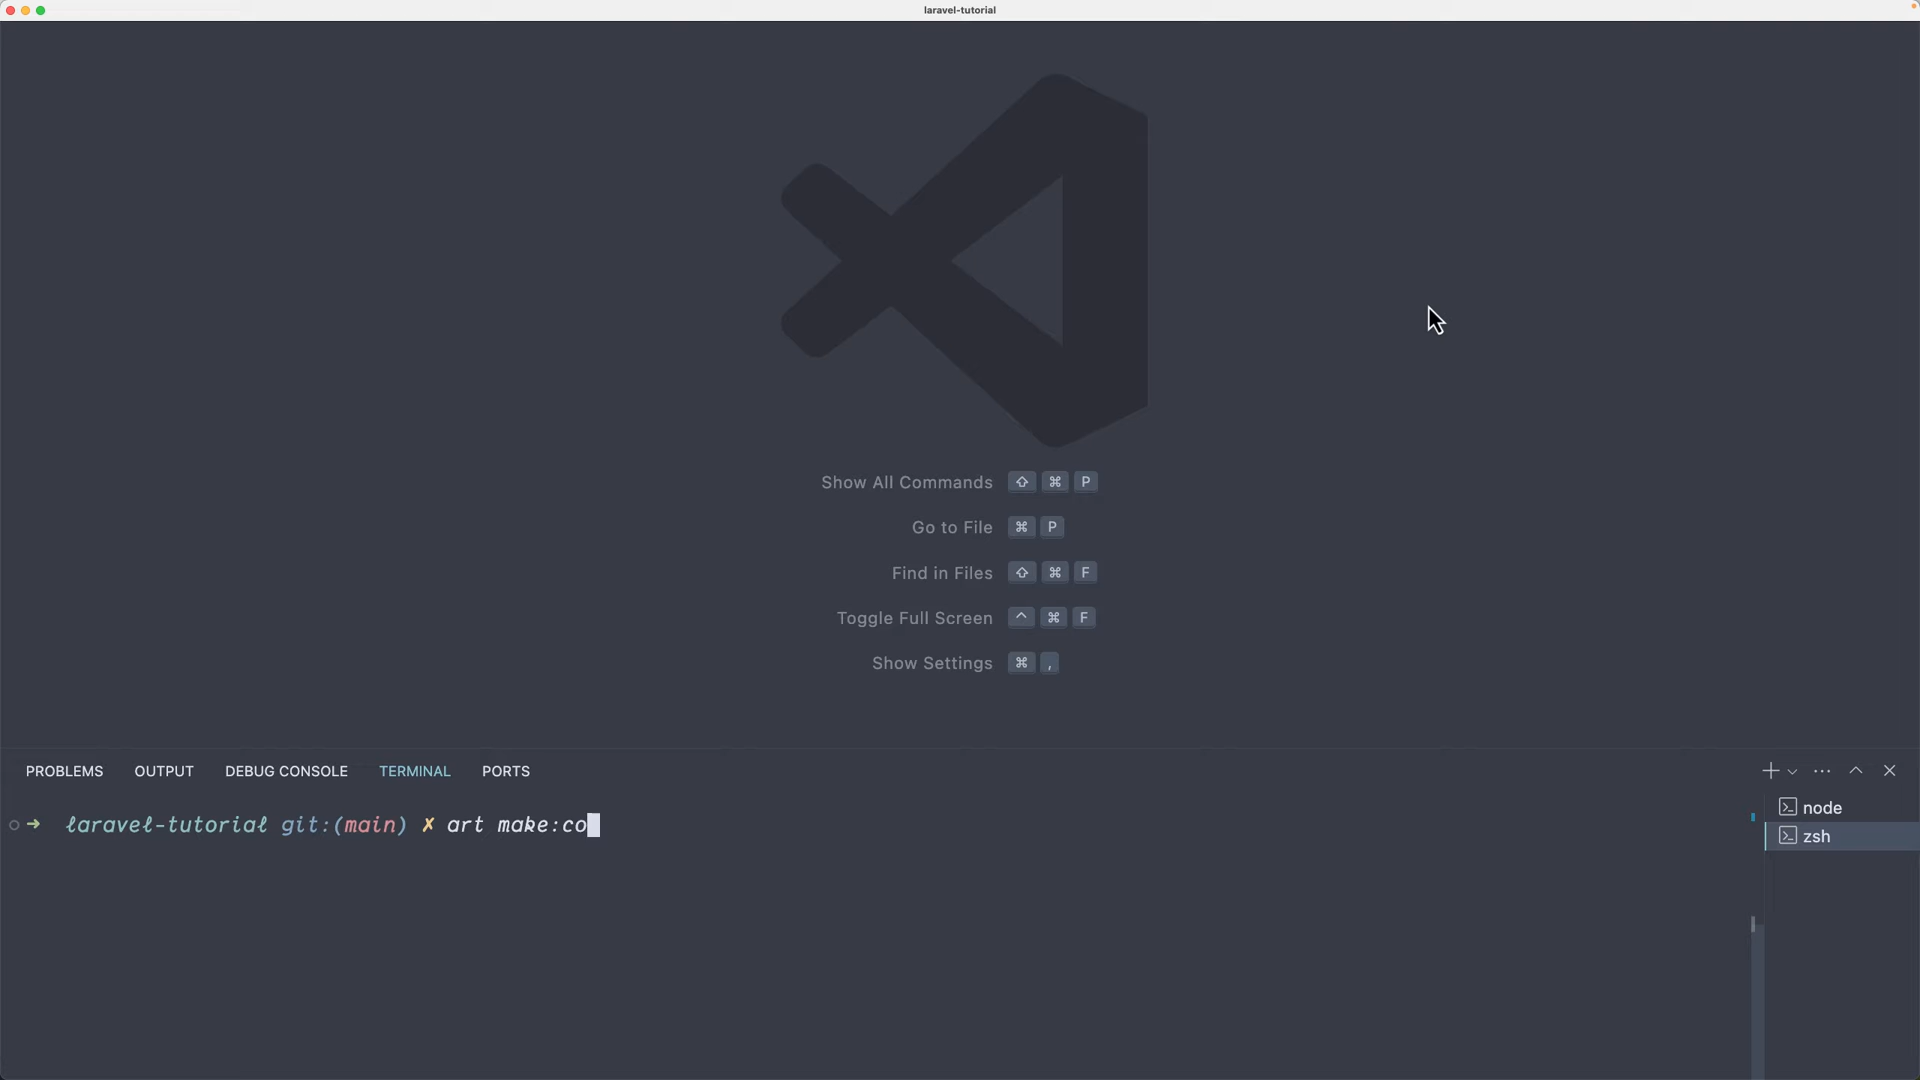 laravel-tutorial
Show All Commands ⇧ ⌘ P
Go to File ⌘ P
Find in Files ⇧ ⌘ F
Toggle Full Screen ^ ⌘ F
Show Settings ⌘ ,
PROBLEMS OUTPUT DEBUG CONSOLE TERMINAL PORTS
➜ laravel-tutorial git:(main) ✗ art make:co
node
zsh